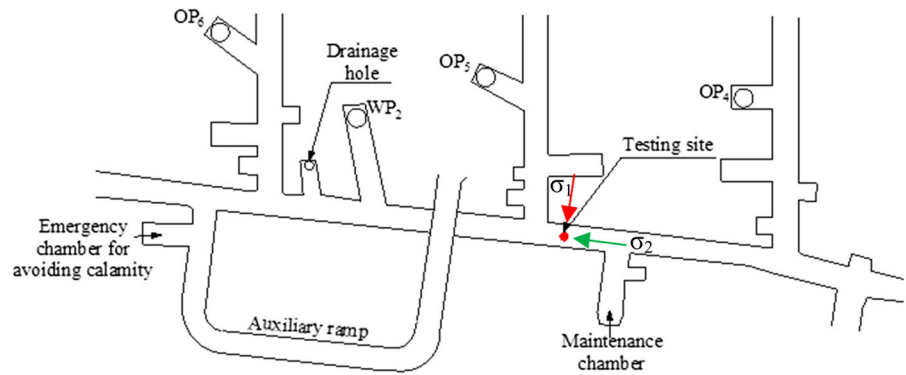 OP₆
Drainage
hole
OP₅
WP₂
OP₄
Testing site
σ₁
σ₂
Emergency
chamber for
avoiding calamity
Auxiliary ramp
Maintenance
chamber